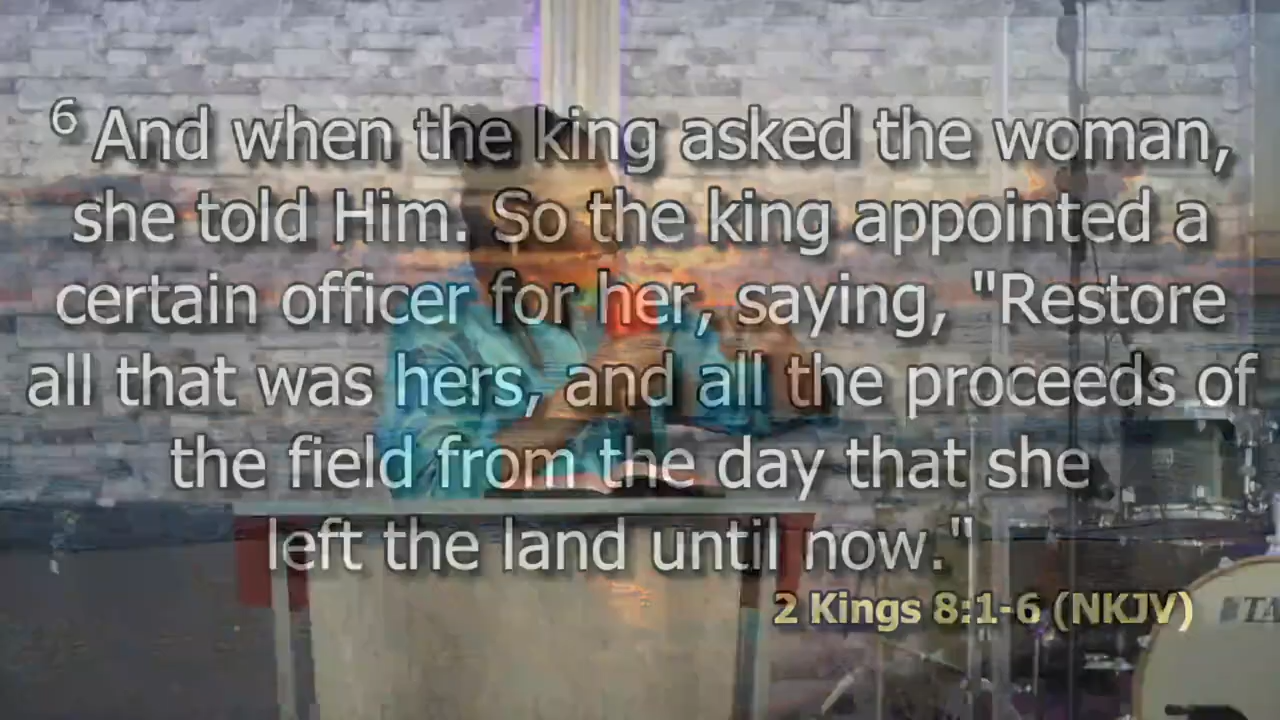 6 And when the king asked the woman,
she told Him. So the king appointed a
certain officer for her, saying, "Restore
all that was hers, and all the proceeds of
the field from the day that she
left the land until now."
2 Kings 8:1-6 (NKJV)